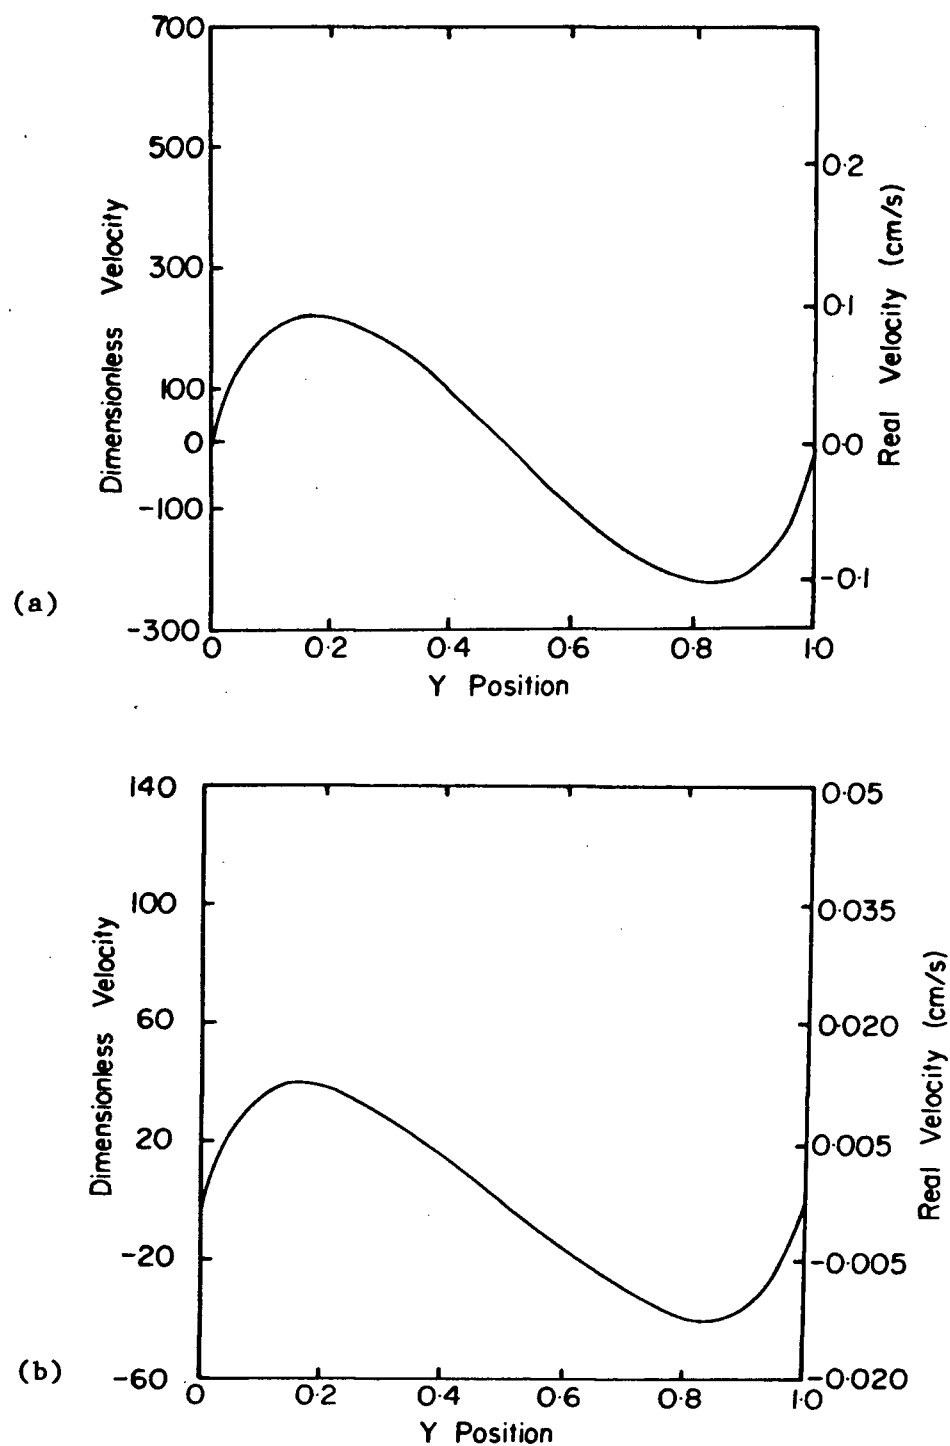 700
500
300
100
0
-100
-300
Dimensionless Velocity
0.2
0.1
0.0
-0.1
Real Velocity (cm/s)
0 0.2 0.4 0.6 0.8 1.0
Y Position
(a)
140
100
60
20
-20
-60
Dimensionless Velocity
0.05
0.035
0.020
0.005
-0.005
-0.020
Real Velocity (cm/s)
0 0.2 0.4 0.6 0.8 1.0
Y Position
(b)